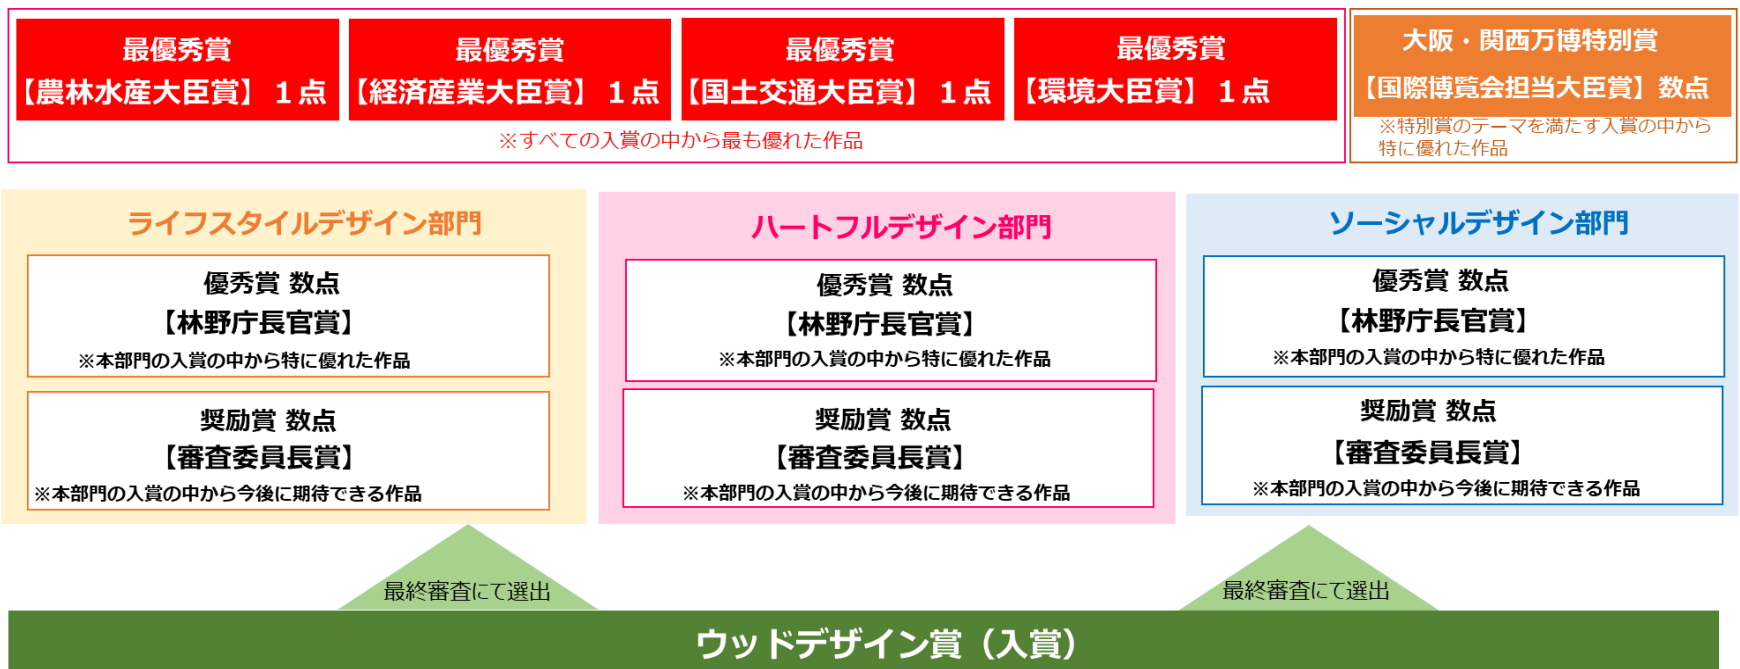 最優秀賞
【農林水産大臣賞】１点
最優秀賞
【経済産業大臣賞】１点
最優秀賞
【国土交通大臣賞】１点
最優秀賞
【環境大臣賞】１点
※すべての入賞の中から最も優れた作品
大阪・関西万博特別賞
【国際博覧会担当大臣賞】数点
※特別賞のテーマを満たす入賞の中から
特に優れた作品
ライフスタイルデザイン部門
優秀賞 数点
【林野庁長官賞】
※本部門の入賞の中から特に優れた作品
奨励賞 数点
【審査委員長賞】
※本部門の入賞の中から今後に期待できる作品
ハートフルデザイン部門
優秀賞 数点
【林野庁長官賞】
※本部門の入賞の中から特に優れた作品
奨励賞 数点
【審査委員長賞】
※本部門の入賞の中から今後に期待できる作品
ソーシャルデザイン部門
優秀賞 数点
【林野庁長官賞】
※本部門の入賞の中から特に優れた作品
奨励賞 数点
【審査委員長賞】
※本部門の入賞の中から今後に期待できる作品
最終審査にて選出
最終審査にて選出
ウッドデザイン賞（入賞）